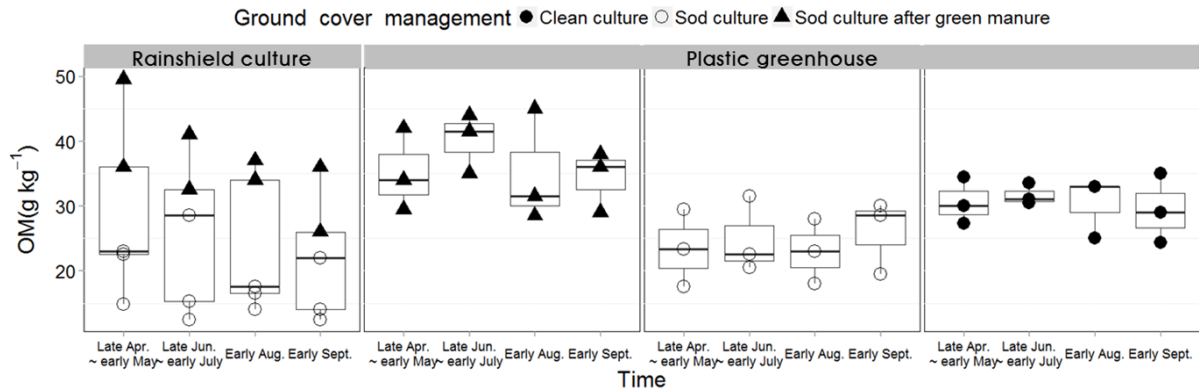 Ground cover management Clean culture Sod culture Sod culture after green manure
Rainshield culture Plastic greenhouse
OM(g kg⁻¹)
50
40
30
20
Late Apr. Late Jun. Late Apr. Late Jun. Late Apr. Late Jun. Late Apr. Late Jun.
~ early May ~ early July Early Aug. Early Sept. ~ early May ~ early July Early Aug. Early Sept. ~ early May ~ early July Early Aug. Early Sept. ~ early May ~ early July Early Aug. Early Sept.
Time